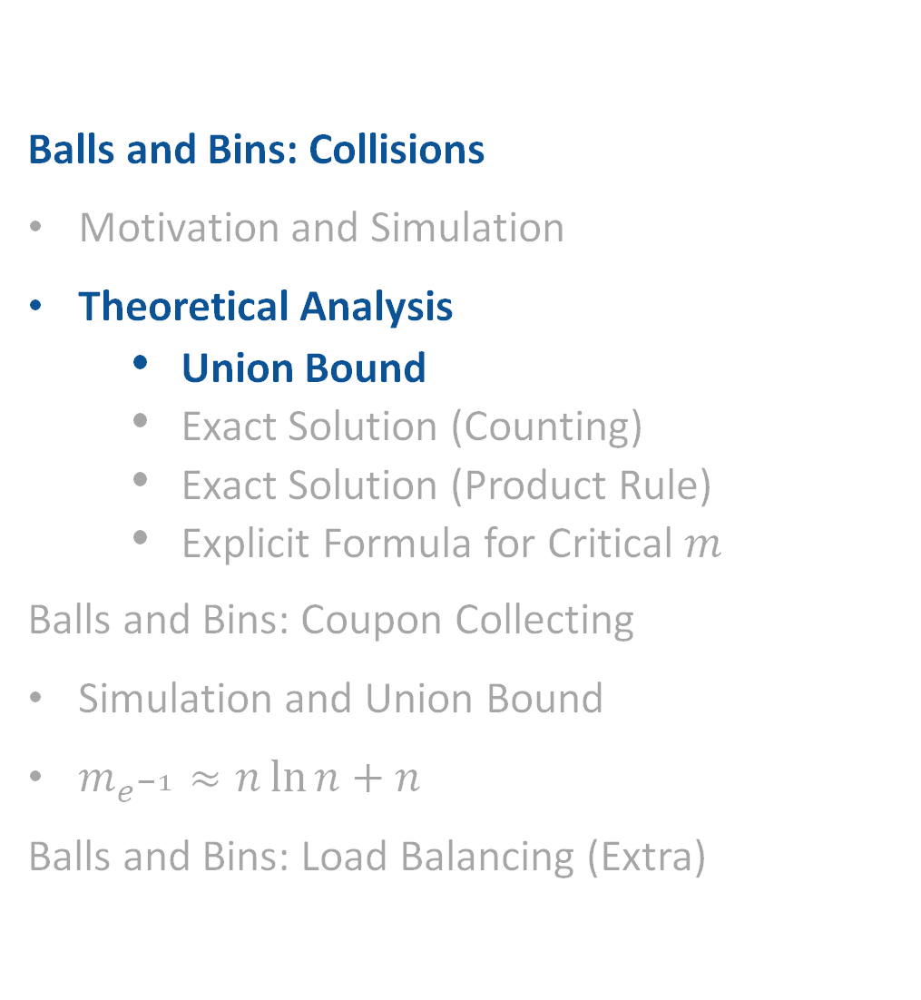 Balls and Bins: Collisions
• Motivation and Simulation
• Theoretical Analysis
• Union Bound
• Exact Solution (Counting)
• Exact Solution (Product Rule)
• Explicit Formula for Critical m
Balls and Bins: Coupon Collecting
• Simulation and Union Bound
• mₑ−₁ ≈ n ln n + n
Balls and Bins: Load Balancing (Extra)